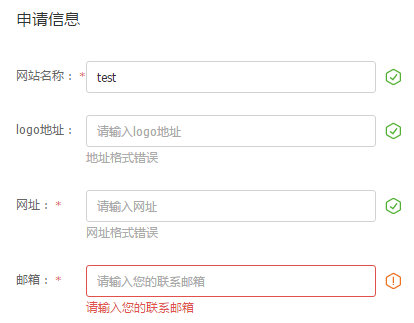 申请信息
网站名称： * test
logo地址： 请输入logo地址
地址格式错误
网址： * 请输入网址
网址格式错误
邮箱： * 请输入您的联系邮箱
请输入您的联系邮箱